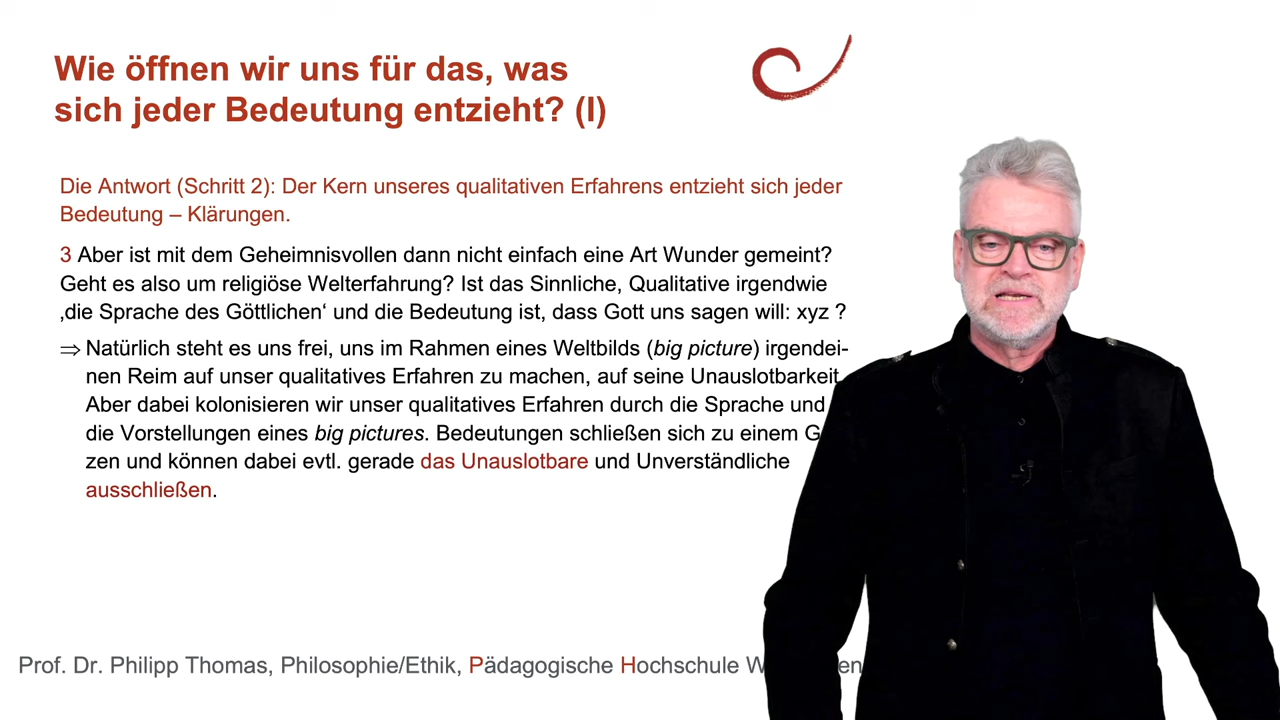 Wie öffnen wir uns für das, was
sich jeder Bedeutung entzieht? (I)
Die Antwort (Schritt 2): Der Kern unseres qualitativen Erfahrens entzieht sich jeder
Bedeutung – Klärungen.
3 Aber ist mit dem Geheimnisvollen dann nicht einfach eine Art Wunder gemeint?
Geht es also um religiöse Welterfahrung? Ist das Sinnliche, Qualitative irgendwie
‚die Sprache des Göttlichen‘ und die Bedeutung ist, dass Gott uns sagen will: xyz ?
⇒ Natürlich steht es uns frei, uns im Rahmen eines Weltbilds (big picture) irgendei-
nen Reim auf unser qualitatives Erfahren zu machen, auf seine Unauslotbarkeit.
Aber dabei kolonisieren wir unser qualitatives Erfahren durch die Sprache und
die Vorstellungen eines big pictures. Bedeutungen schließen sich zu einem
zen und können dabei evtl. gerade das Unauslotbare und Unverständliche
ausschließen.
Prof. Dr. Philipp Thomas, Philosophie/Ethik, Pädagogische Hochschule